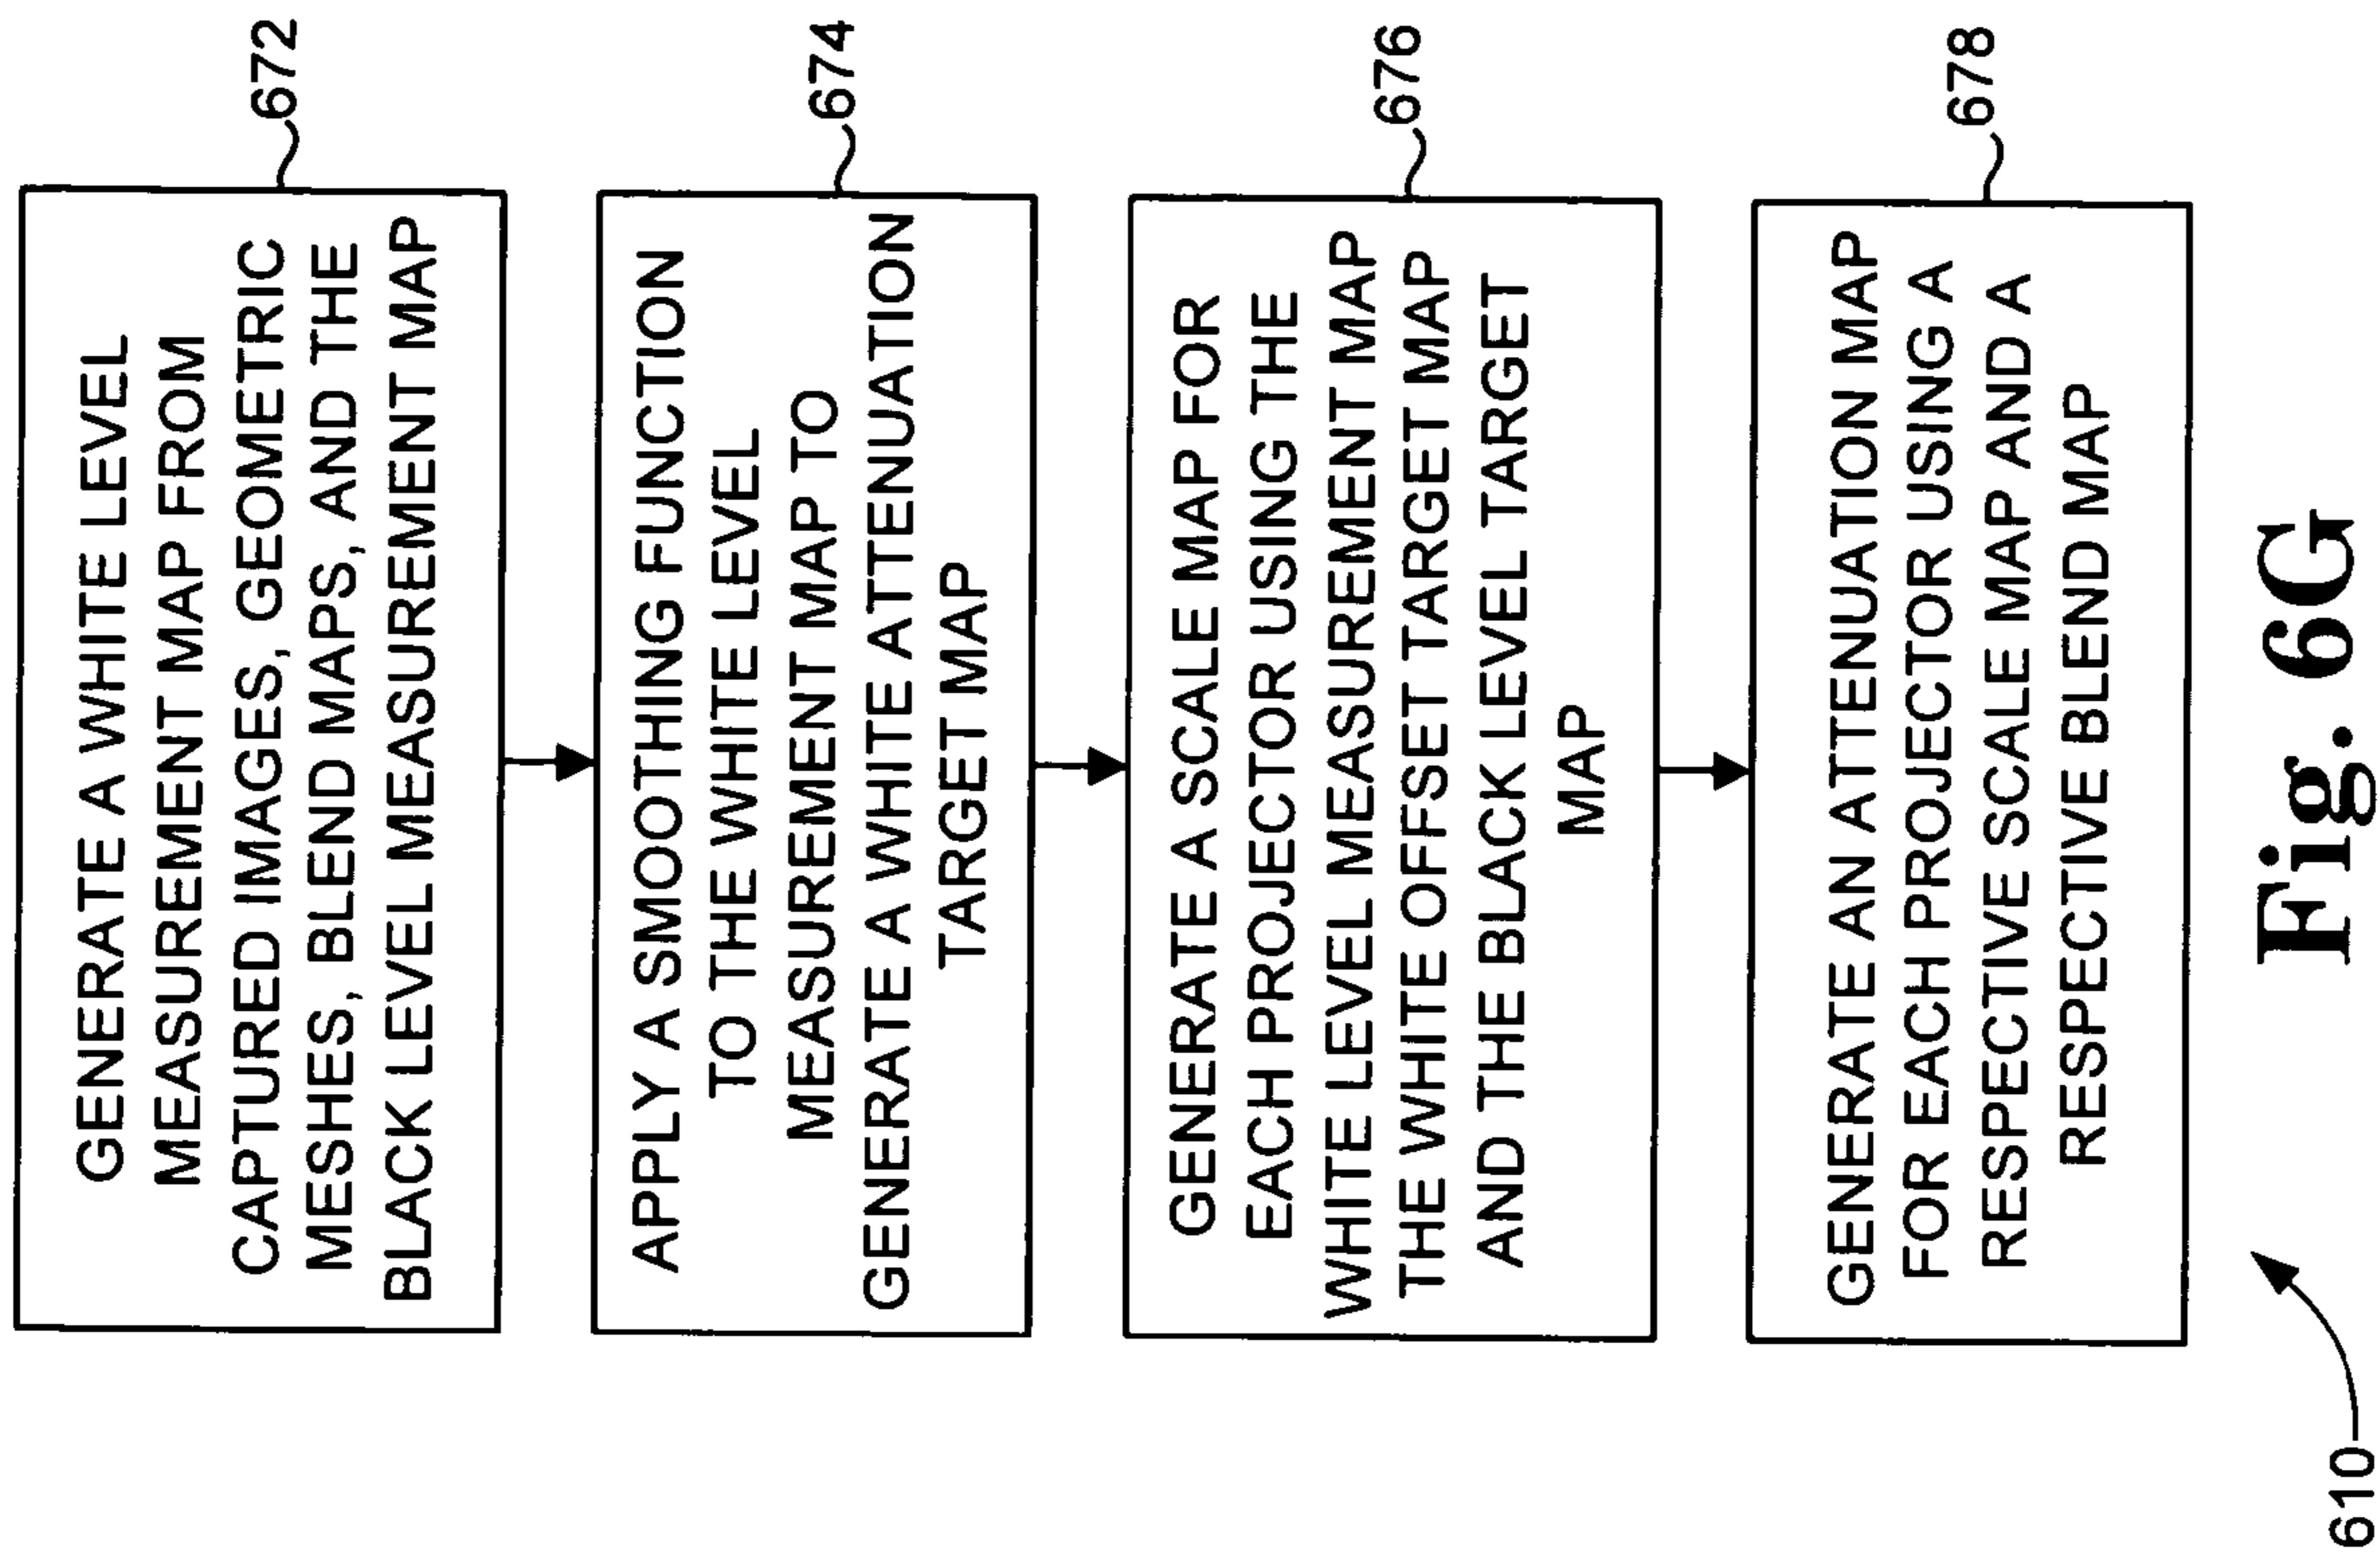 GENERATE A WHITE LEVEL
MEASUREMENT MAP FROM
CAPTURED IMAGES, GEOMETRIC
MESHES, BLEND MAPS, AND THE
BLACK LEVEL MEASUREMENT MAP
672
APPLY A SMOOTHING FUNCTION
TO THE WHITE LEVEL
MEASUREMENT MAP TO
GENERATE A WHITE ATTENUATION
TARGET MAP
674
GENERATE A SCALE MAP FOR
EACH PROJECTOR USING THE
WHITE LEVEL MEASUREMENT MAP
THE WHITE OFFSET TARGET MAP
AND THE BLACK LEVEL TARGET
MAP
676
GENERATE AN ATTENUATION MAP
FOR EACH PROJECTOR USING A
RESPECTIVE SCALE MAP AND A
RESPECTIVE BLEND MAP
678
610
Fig. 6G